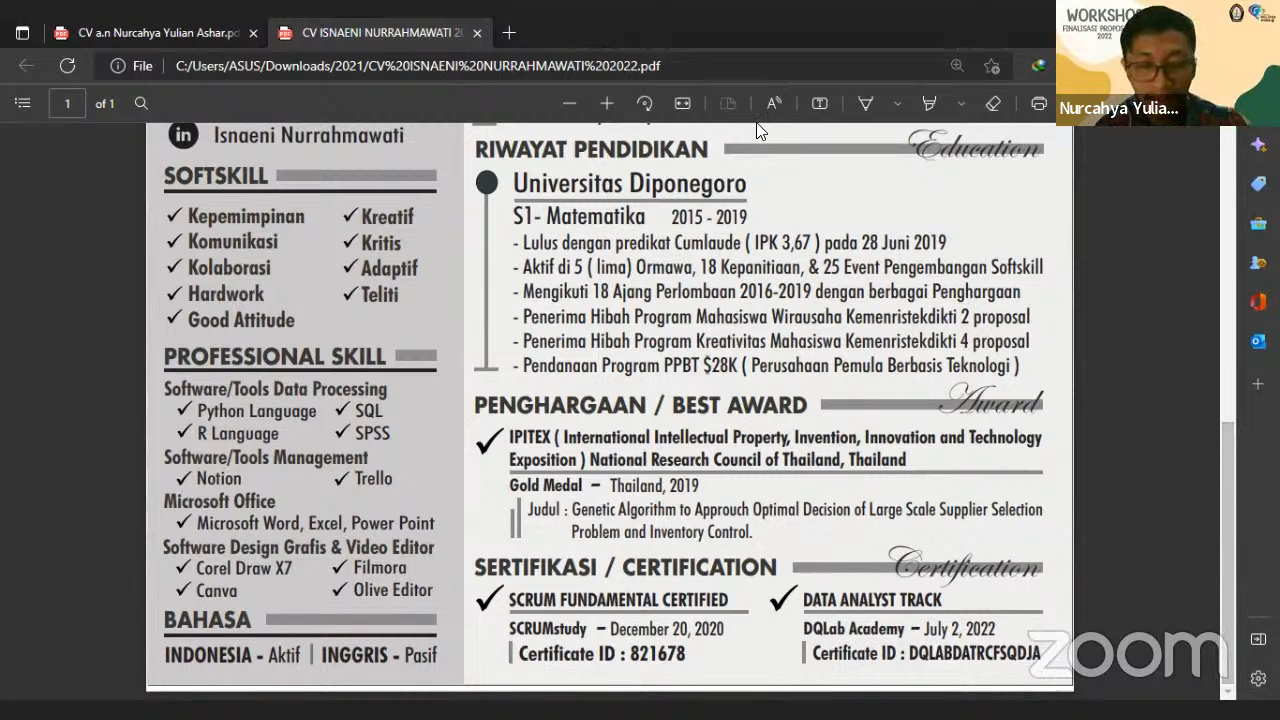 CV a.n Nurcahya Yulian Ashar.pd
CV ISNAENI NURRAHMAWATI 20
File
C:/Users/ASUS/Downloads/2021/CV%20ISNAENI%20NURRAHMAWATI%202022.pdf
1 of 1
WORKSHOP
FINALISASI PROPOS
2022
Nurcahya Yulia...
in Isnaeni Nurrahmawati
SOFTSKILL
✓ Kepemimpinan ✓ Kreatif
✓ Komunikasi ✓ Kritis
✓ Kolaborasi ✓ Adaptif
✓ Hardwork ✓ Teliti
✓ Good Attitude
PROFESSIONAL SKILL
Software/Tools Data Processing
✓ Python Language ✓ SQL
✓ R Language ✓ SPSS
Software/Tools Management
✓ Notion ✓ Trello
Microsoft Office
✓ Microsoft Word, Excel, Power Point
Software Design Grafis & Video Editor
✓ Corel Draw X7 ✓ Filmora
✓ Canva ✓ Olive Editor
BAHASA
INDONESIA - Aktif | INGGRIS - Pasif
RIWAYAT PENDIDIKAN Education
Universitas Diponegoro
S1- Matematika 2015 - 2019
- Lulus dengan predikat Cumlaude ( IPK 3,67 ) pada 28 Juni 2019
- Aktif di 5 ( lima) Ormawa, 18 Kepanitiaan, & 25 Event Pengembangan Softskill
- Mengikuti 18 Ajang Perlombaan 2016-2019 dengan berbagai Penghargaan
- Penerima Hibah Program Mahasiswa Wirausaha Kemenristekdikti 2 proposal
- Penerima Hibah Program Kreativitas Mahasiswa Kemenristekdikti 4 proposal
- Pendanaan Program PPBT $28K ( Perusahaan Pemula Berbasis Teknologi )
PENGHARGAAN / BEST AWARD Award
✓ IPITEX ( International Intellectual Property, Invention, Innovation and Technology
Exposition ) National Research Council of Thailand, Thailand
Gold Medal – Thailand, 2019
Judul : Genetic Algorithm to Approuch Optimal Decision of Large Scale Supplier Selection
Problem and Inventory Control.
SERTIFIKASI / CERTIFICATION Certification
✓ SCRUM FUNDAMENTAL CERTIFIED
SCRUMstudy – December 20, 2020
Certificate ID : 821678
✓ DATA ANALYST TRACK
DQLab Academy – July 2, 2022
Certificate ID : DQLABDATRCFSQDJA
zoom